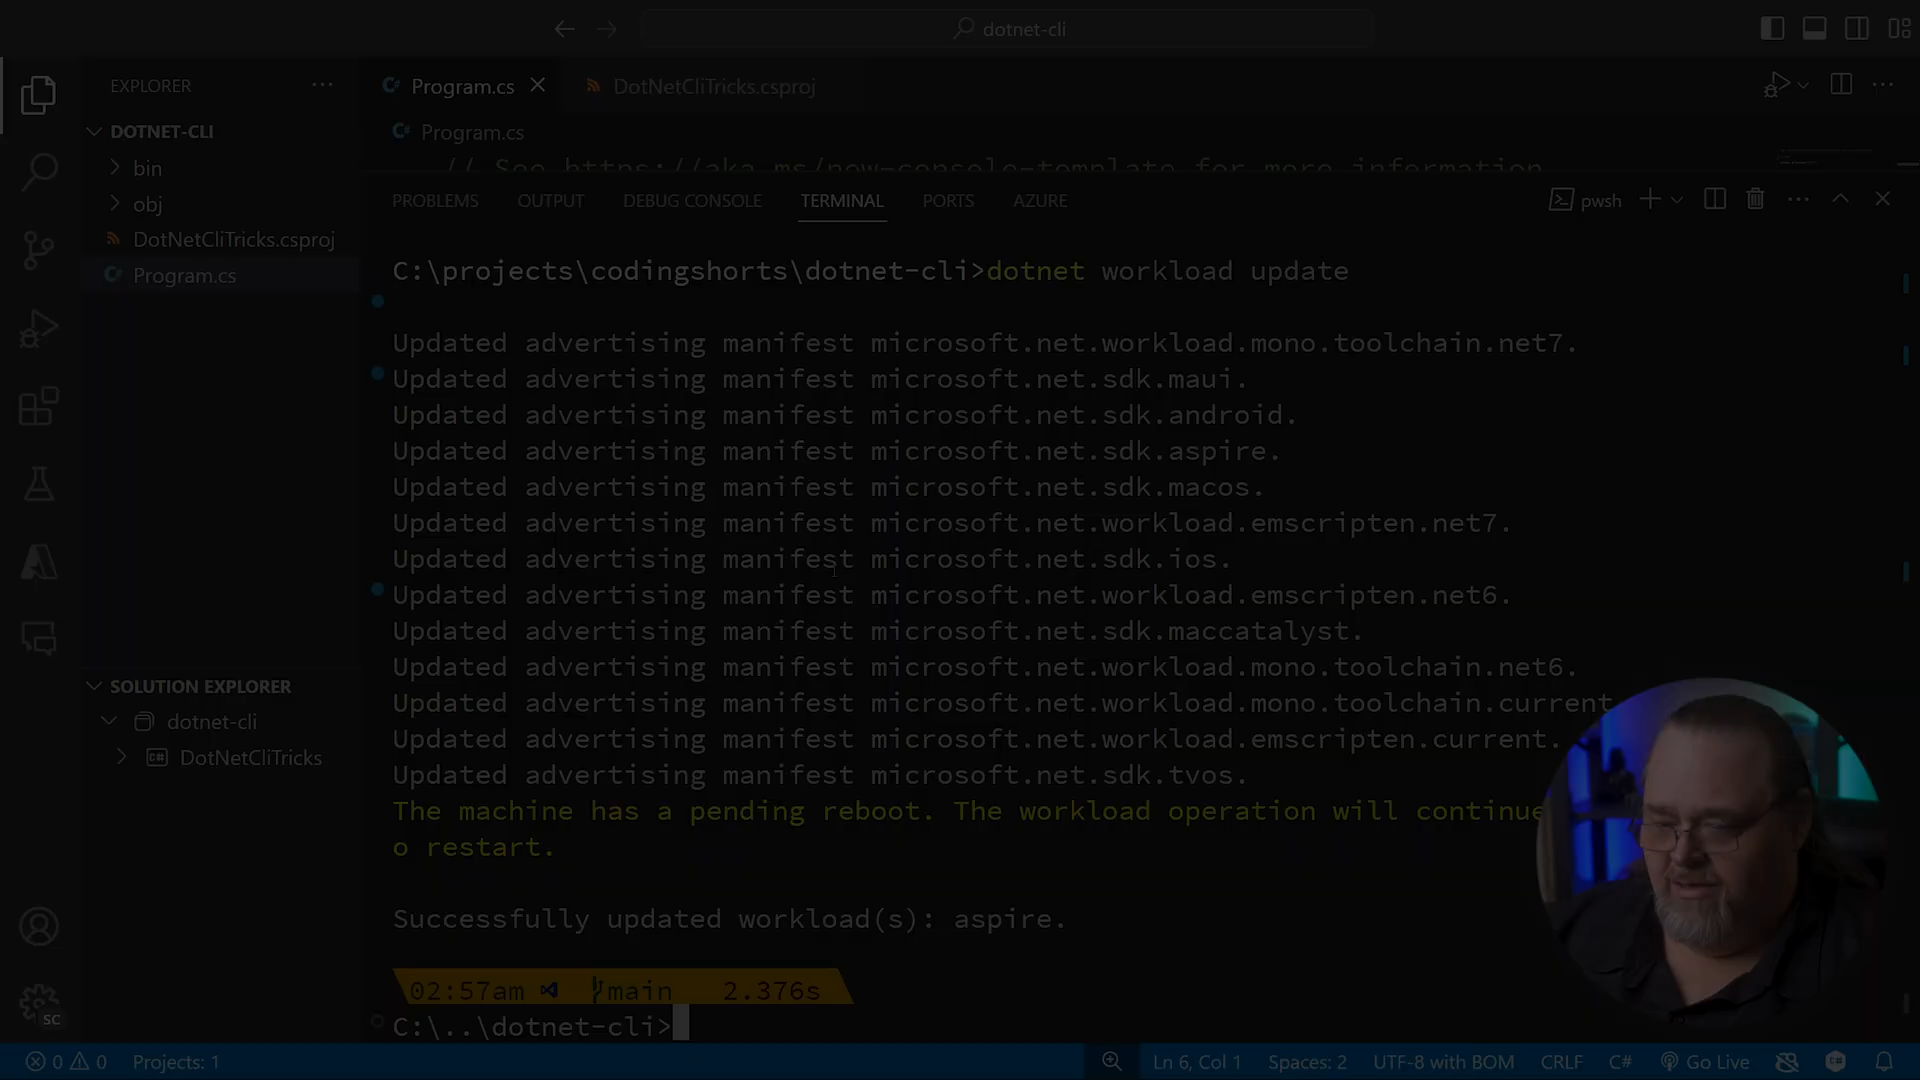 dotnet-cli
EXPLORER
DOTNET-CLI
bin
obj
DotNetCliTricks.csproj
Program.cs
SOLUTION EXPLORER
dotnet-cli
DotNetCliTricks
SC
Program.cs
DotNetCliTricks.csproj
Program.cs
// See https://aka.ms/new-console-template for more information
PROBLEMS OUTPUT DEBUG CONSOLE TERMINAL PORTS AZURE
pwsh
C:\projects\codingshorts\dotnet-cli>dotnet workload update
Updated advertising manifest microsoft.net.workload.mono.toolchain.net7.
Updated advertising manifest microsoft.net.sdk.maui.
Updated advertising manifest microsoft.net.sdk.android.
Updated advertising manifest microsoft.net.sdk.aspire.
Updated advertising manifest microsoft.net.sdk.macos.
Updated advertising manifest microsoft.net.workload.emscripten.net7.
Updated advertising manifest microsoft.net.sdk.ios.
Updated advertising manifest microsoft.net.workload.emscripten.net6.
Updated advertising manifest microsoft.net.sdk.maccatalyst.
Updated advertising manifest microsoft.net.workload.mono.toolchain.net6.
Updated advertising manifest microsoft.net.workload.mono.toolchain.current
Updated advertising manifest microsoft.net.workload.emscripten.current.
Updated advertising manifest microsoft.net.sdk.tvos.
The machine has a pending reboot. The workload operation will continue
o restart.
Successfully updated workload(s): aspire.
02:57am main 2.376s
C:\..\dotnet-cli>
0 0 Projects: 1 Ln 6, Col 1 Spaces: 2 UTF-8 with BOM CRLF C# Go Live